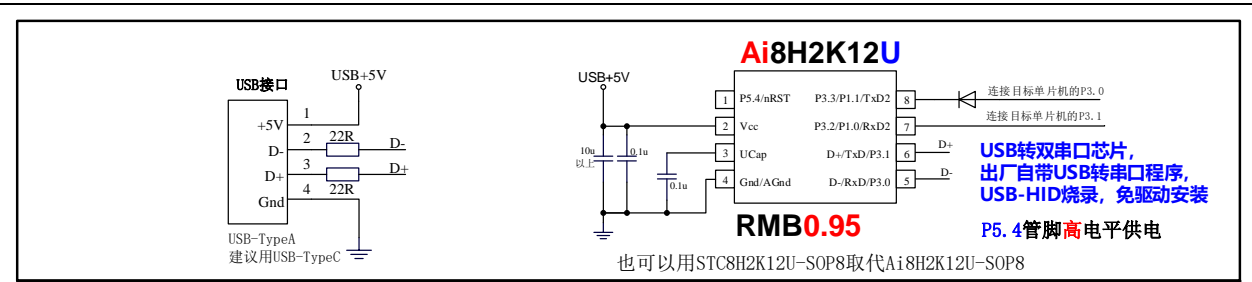 USB接口
USB+5V
+5V
1
D-
2
22R
D-
D+
3
D+
Gnd
4
22R
USB-TypeA
建议用USB-TypeC
Ai8H2K12U
USB+5V
1
P5.4/nRST
P3.3/P1.1/TxD2
8
连接目标单片机的P3.0
2
Vcc
P3.2/P1.0/RxD2
7
连接目标单片机的P3.1
3
UCap
D+/TxD/P3.1
6
D+
4
Gnd/AGnd
D-/RxD/P3.0
5
D-
10u
以上
0.1u
0.1u
RMB0.95
USB转双串口芯片,
出厂自带USB转串口程序,
USB-HID烧录, 免驱动安装
P5.4管脚高电平供电
也可以用STC8H2K12U-SOP8取代Ai8H2K12U-SOP8